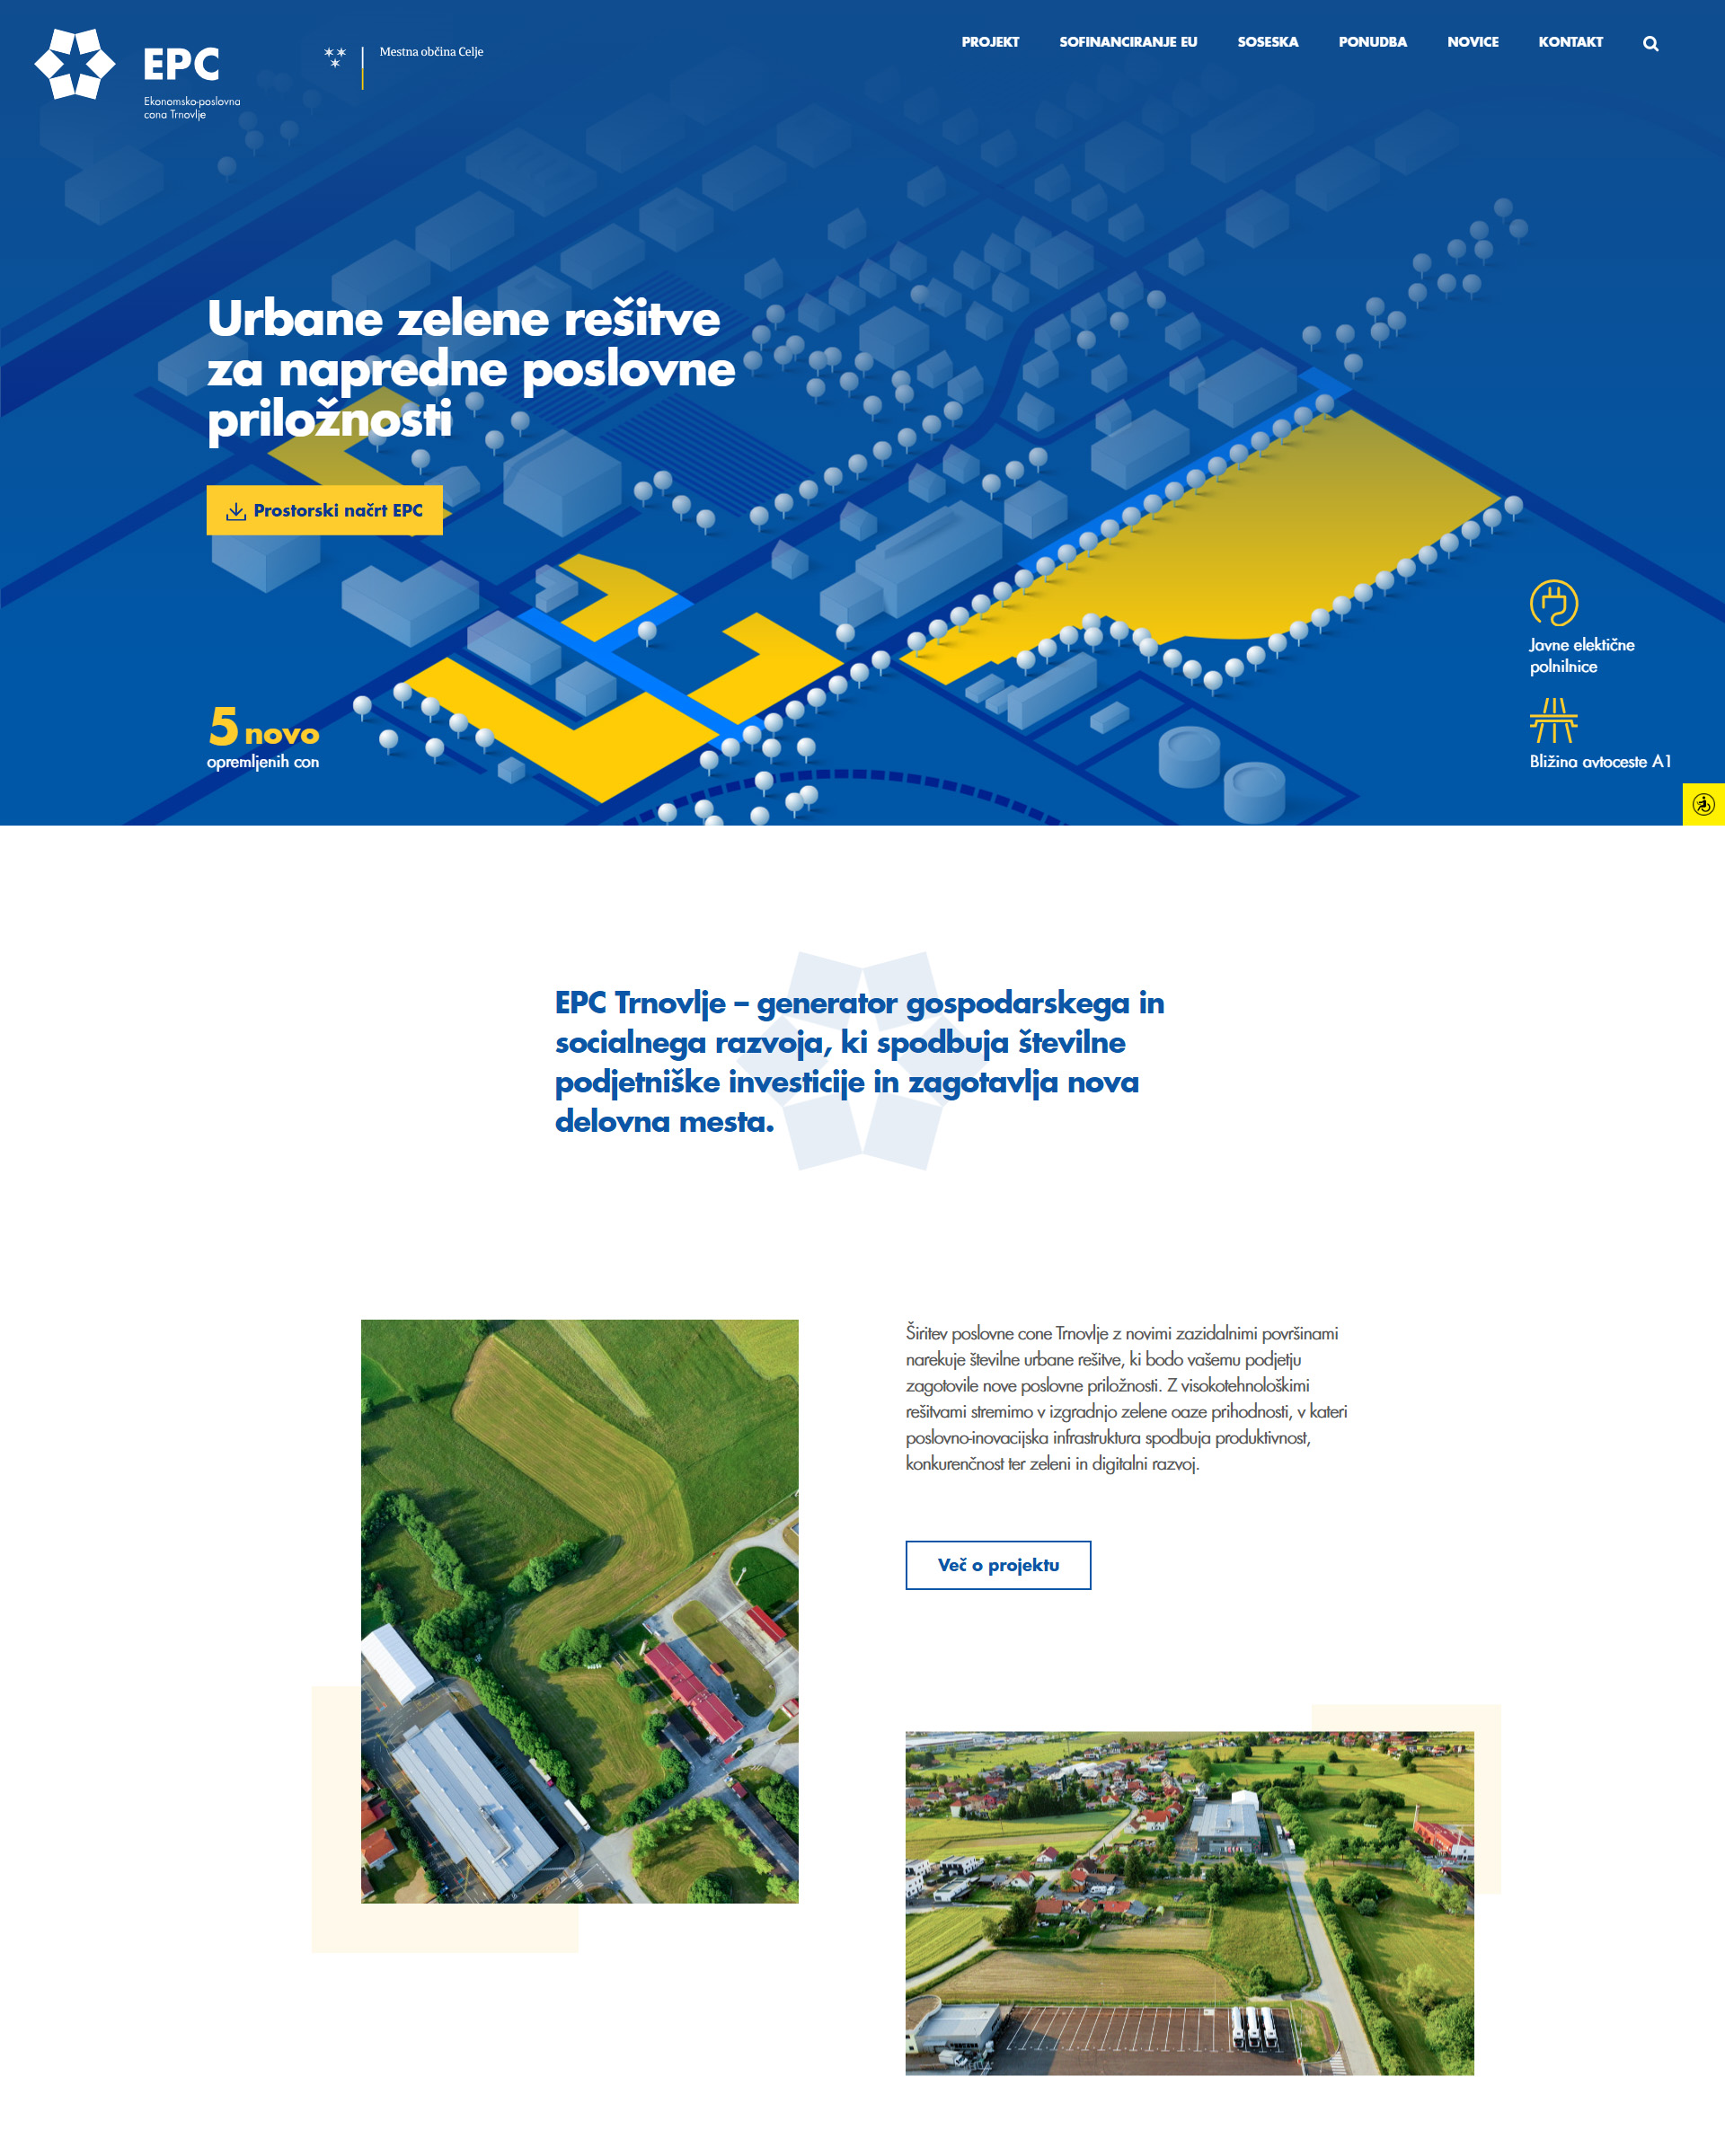 EPC
Ekonomsko-poslovna
cona Trnovlje
Mestna občina Celje
PROJEKT
SOFINANCIRANJE EU
SOSESKA
PONUDBA
NOVICE
KONTAKT
Urbane zelene rešitve
za napredne poslovne
priložnosti
Prostorski načrt EPC
5 novo
opremljenih con
Javne elektične
polnilnice
Bližina avtoceste A1
EPC Trnovlje – generator gospodarskega in
socialnega razvoja, ki spodbuja številne
podjetniške investicije in zagotavlja nova
delovna mesta.
Širitev poslovne cone Trnovlje z novimi zazidalnimi površinami
narekuje številne urbane rešitve, ki bodo vašemu podjetju
zagotovile nove poslovne priložnosti. Z visokotehnološkimi
rešitvami stremimo v izgradnjo zelene oaze prihodnosti, v kateri
poslovno-inovacijska infrastruktura spodbuja produktivnost,
konkurenčnost ter zeleni in digitalni razvoj.
Več o projektu